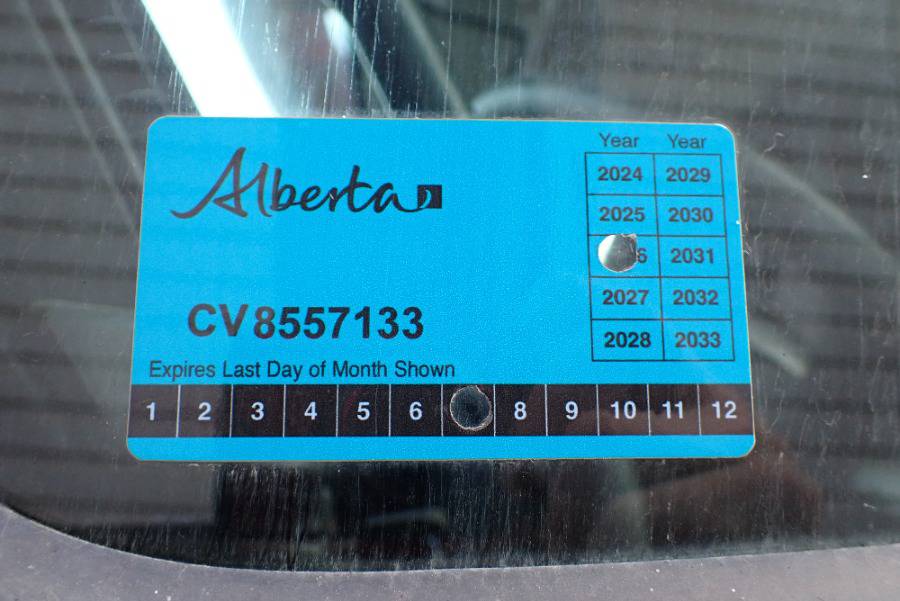 Alberta
Year Year
2024 2029
2025 2030
6 2031
2027 2032
2028 2033
CV8557133
Expires Last Day of Month Shown
1 2 3 4 5 6 8 9 10 11 12